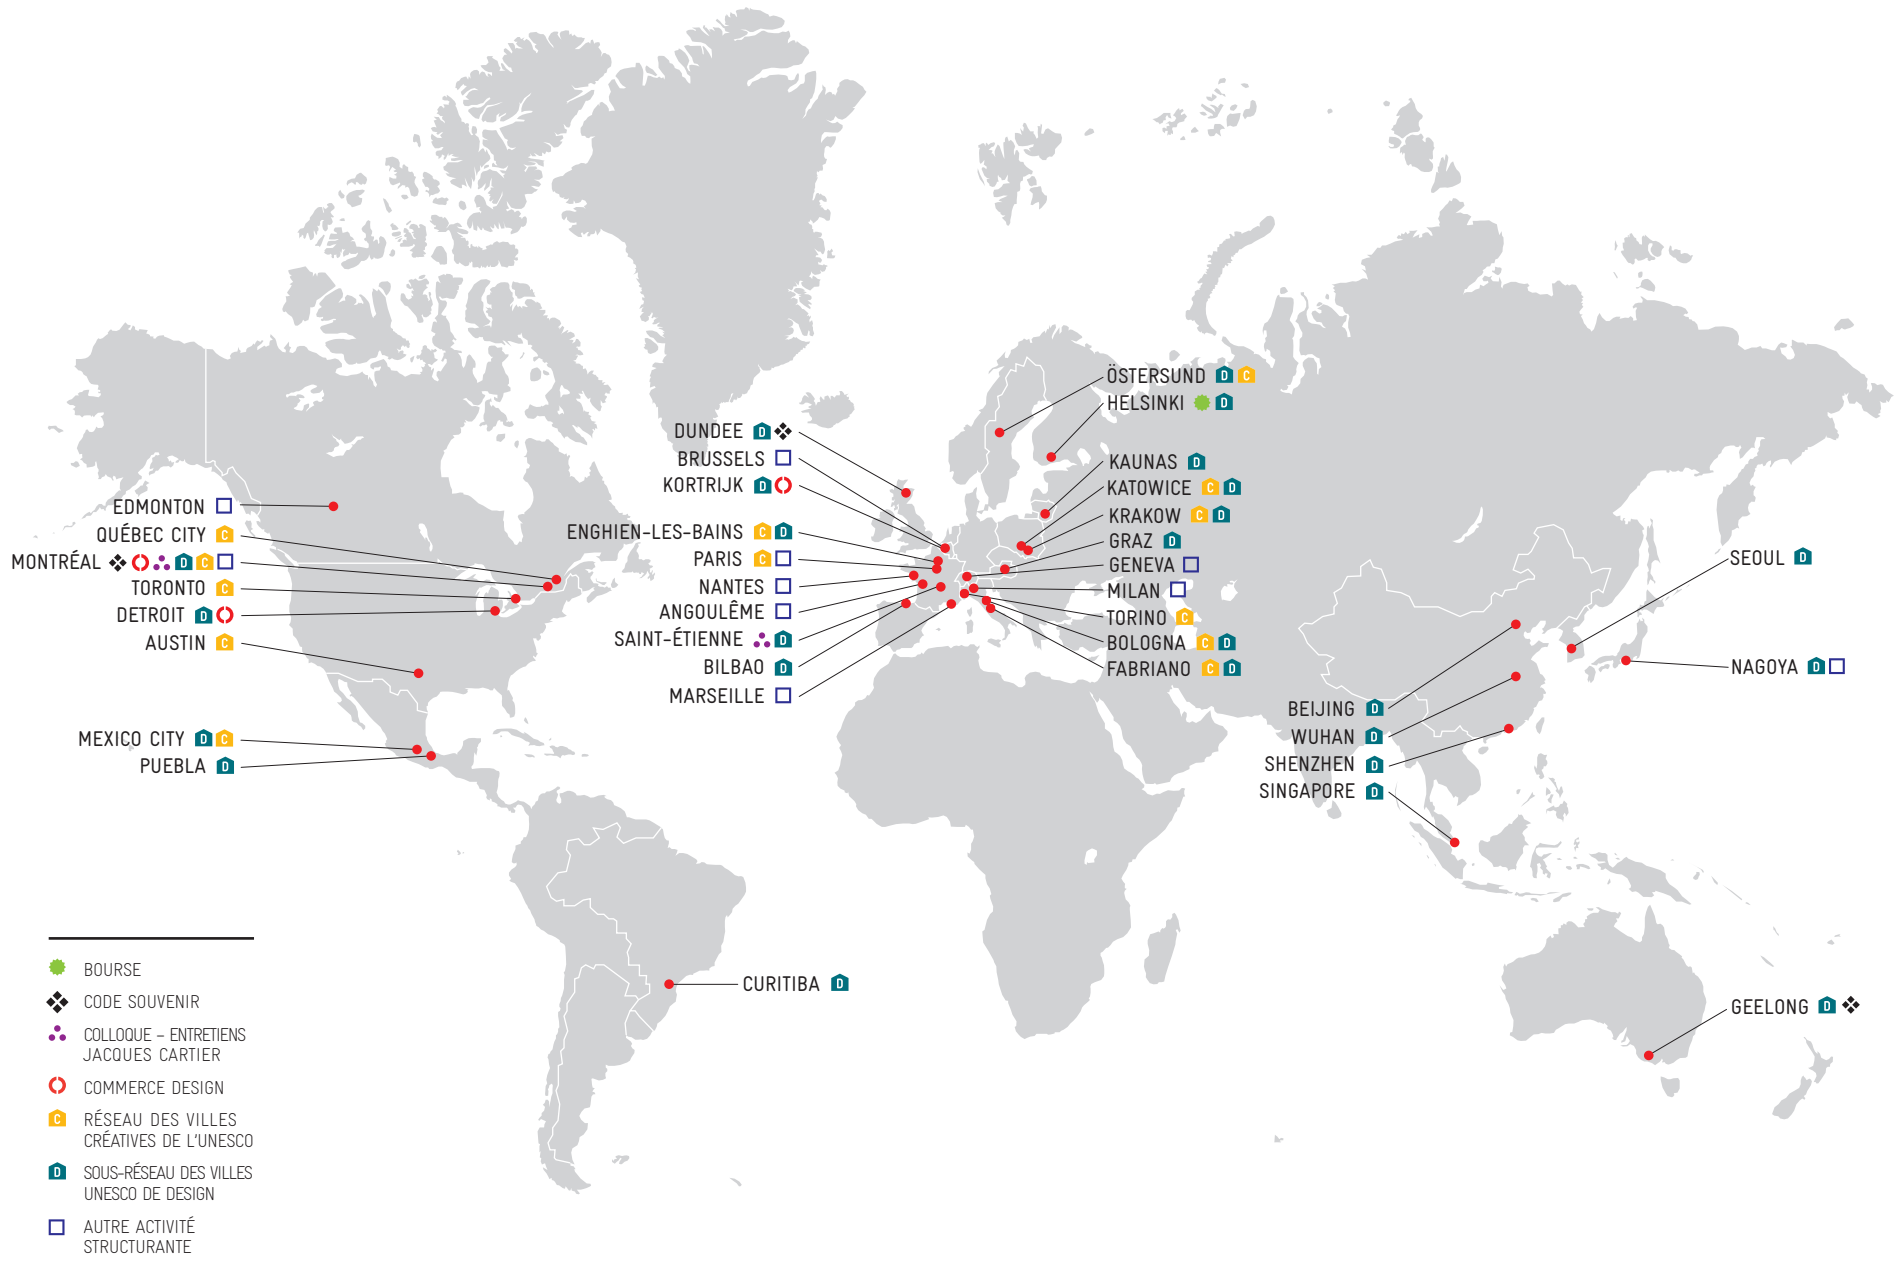 ÖSTERSUND D C
HELSINKI D
DUNDEE D
BRUSSELS
KORTRIJK D
KAUNAS D
KATOWICE C D
KRAKOW C D
GRAZ D
GENEVA
MILAN
TORINO C
BOLOGNA C D
FABRIANO C D
ENGHIEN-LES-BAINS C D
PARIS C
NANTES
ANGOULÊME
SAINT-ÉTIENNE D
BILBAO D
MARSEILLE
EDMONTON
QUÉBEC CITY C
MONTRÉAL D C
TORONTO C
DETROIT D
AUSTIN C
MEXICO CITY D C
PUEBLA D
SEOUL D
NAGOYA D
BEIJING D
WUHAN D
SHENZHEN D
SINGAPORE D
CURITIBA D
GEELONG D
BOURSE
CODE SOUVENIR
COLLOQUE – ENTRETIENS
JACQUES CARTIER
COMMERCE DESIGN
C RÉSEAU DES VILLES
CRÉATIVES DE L'UNESCO
D SOUS-RÉSEAU DES VILLES
UNESCO DE DESIGN
AUTRE ACTIVITÉ
STRUCTURANTE